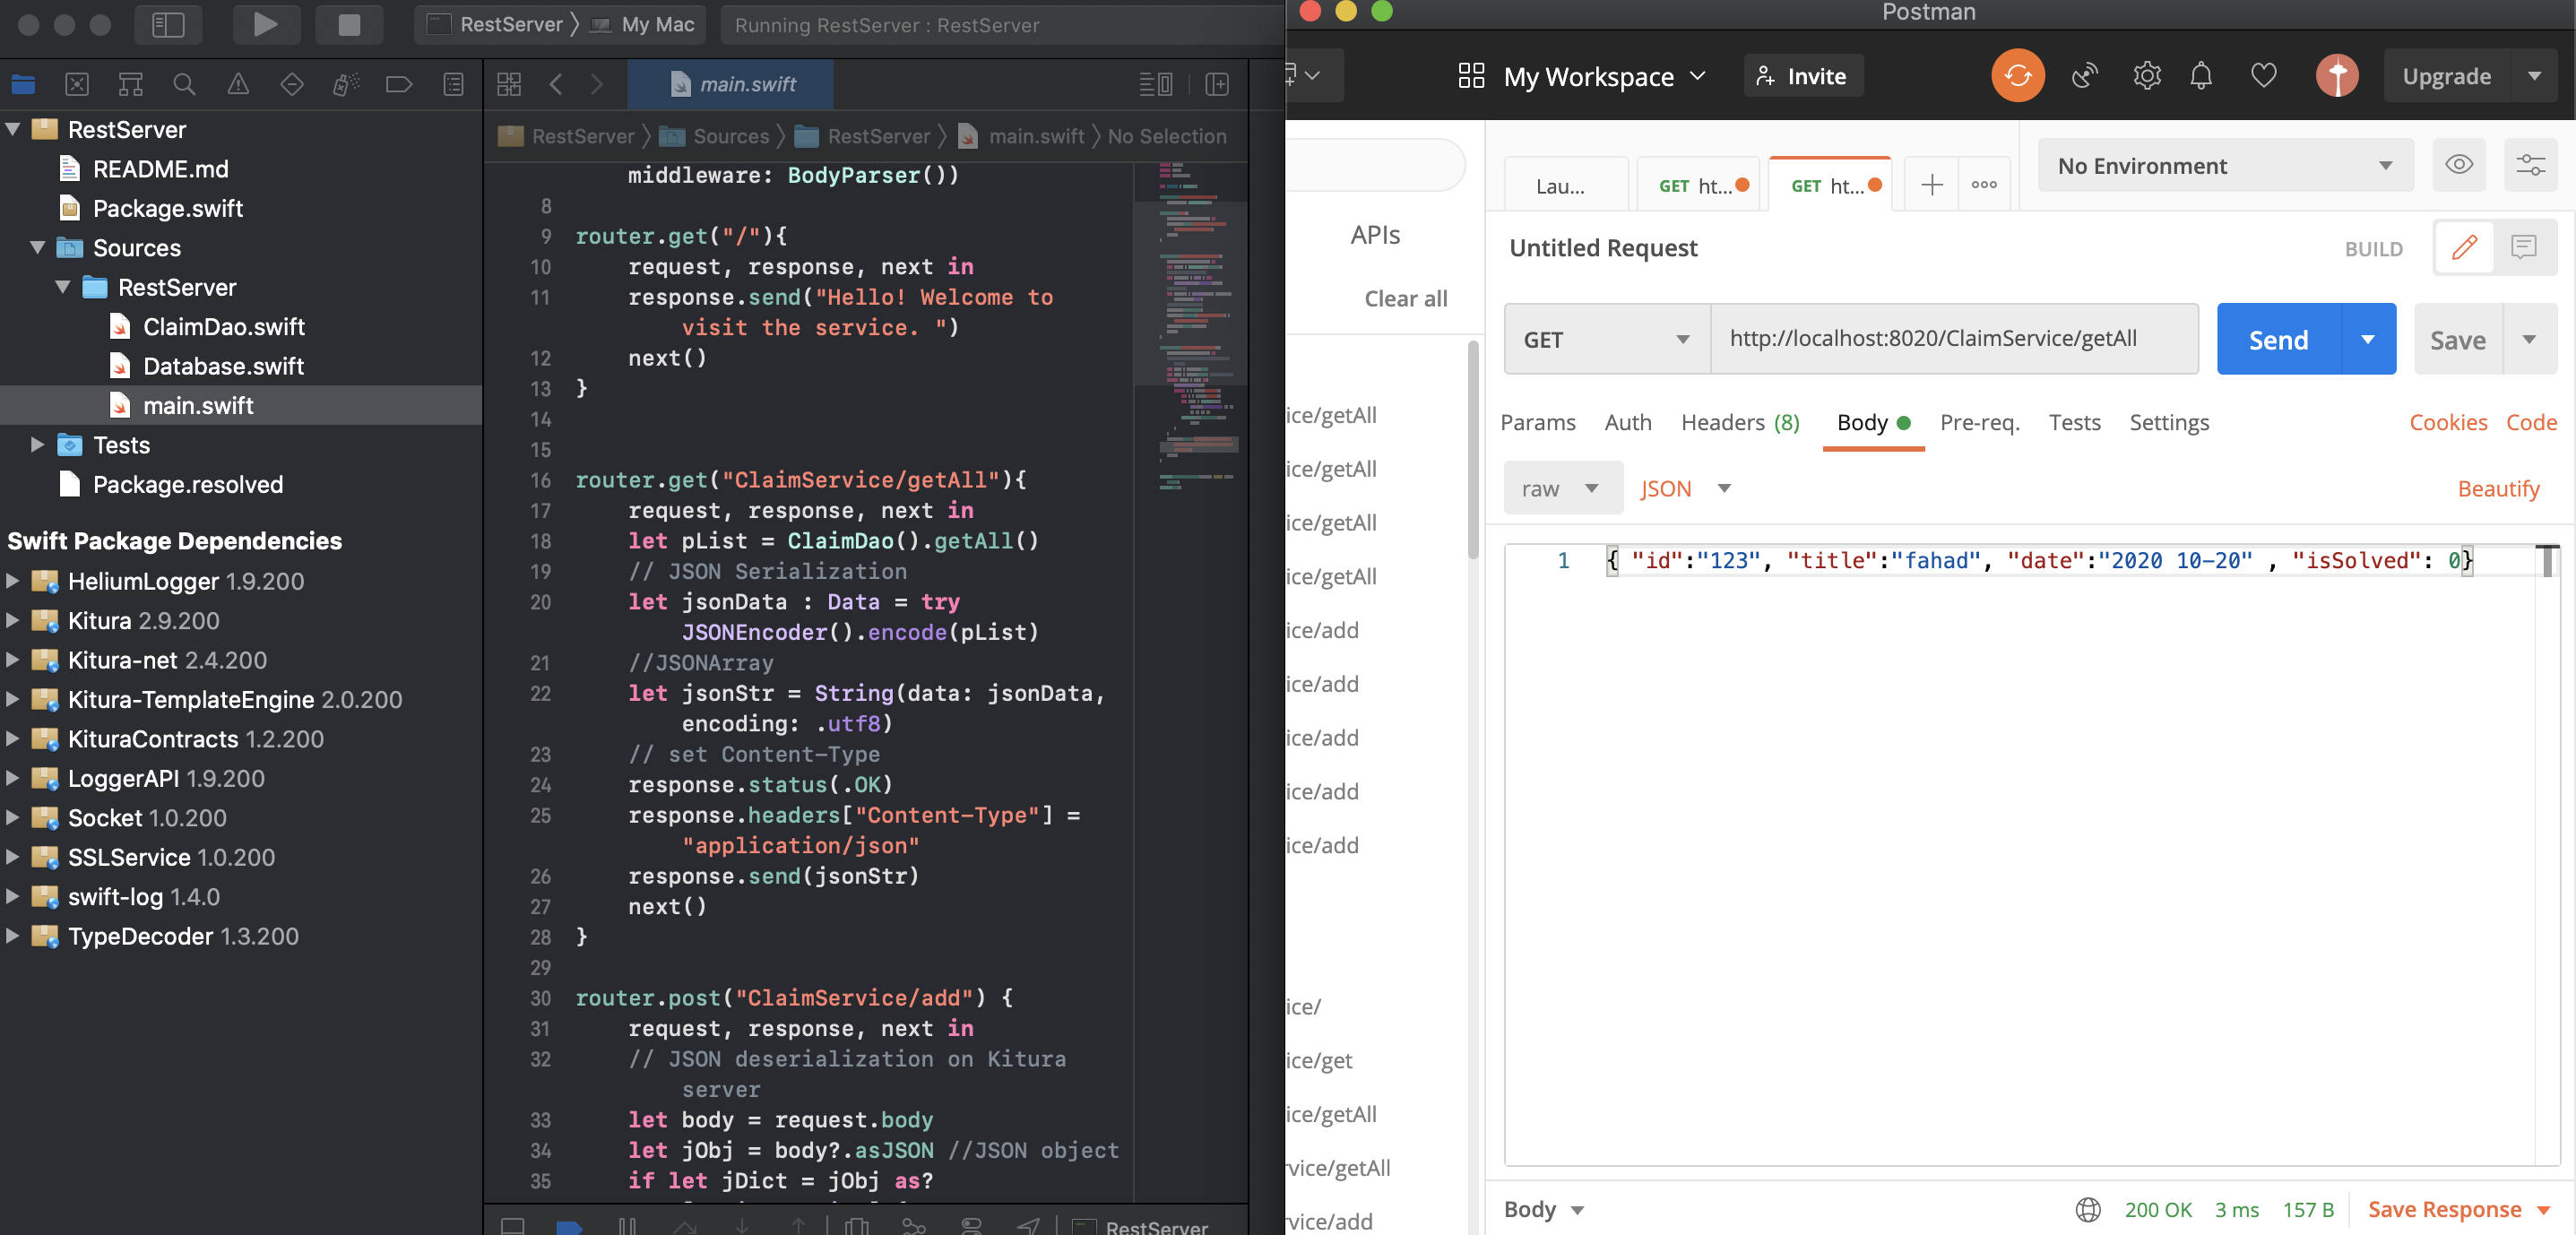 RestServer 〉 My Mac
Running RestServer : RestServer
main.swift
RestServer
README.md
Package.swift
Sources
RestServer
ClaimDao.swift
Database.swift
main.swift
Tests
Package.resolved
Swift Package Dependencies
HeliumLogger 1.9.200
Kitura 2.9.200
Kitura-net 2.4.200
Kitura-TemplateEngine 2.0.200
KituraContracts 1.2.200
LoggerAPI 1.9.200
Socket 1.0.200
SSLService 1.0.200
swift-log 1.4.0
TypeDecoder 1.3.200
RestServer 〉 Sources 〉 RestServer 〉 main.swift 〉 No Selection
middleware: BodyParser())
8
9 router.get("/"){
10 request, response, next in
11 response.send("Hello! Welcome to
visit the service. ")
12 next()
13 }
14
15
16 router.get("ClaimService/getAll"){
17 request, response, next in
18 let pList = ClaimDao().getAll()
19 // JSON Serialization
20 let jsonData : Data = try
JSONEncoder().encode(pList)
21 //JSONArray
22 let jsonStr = String(data: jsonData,
encoding: .utf8)
23 // set Content-Type
24 response.status(.OK)
25 response.headers["Content-Type"] =
"application/json"
26 response.send(jsonStr)
27 next()
28 }
29
30 router.post("ClaimService/add") {
31 request, response, next in
32 // JSON deserialization on Kitura
server
33 let body = request.body
34 let jObj = body?.asJSON //JSON object
35 if let jDict = jObj as?
RestServer
Postman
My Workspace
Invite
Upgrade
APIs
Clear all
ice/getAll
ice/getAll
ice/getAll
ice/getAll
ice/add
ice/add
ice/add
ice/add
ice/add
ice/
ice/get
ice/getAll
vice/getAll
vice/add
Lau...
GET ht...
GET ht...
No Environment
Untitled Request
BUILD
GET
http://localhost:8020/ClaimService/getAll
Send
Save
Params Auth Headers (8) Body Pre-req. Tests Settings Cookies Code
raw JSON Beautify
1 { "id":"123", "title":"fahad", "date":"2020 10-20" , "isSolved": 0}
Body 200 OK 3 ms 157 B Save Response